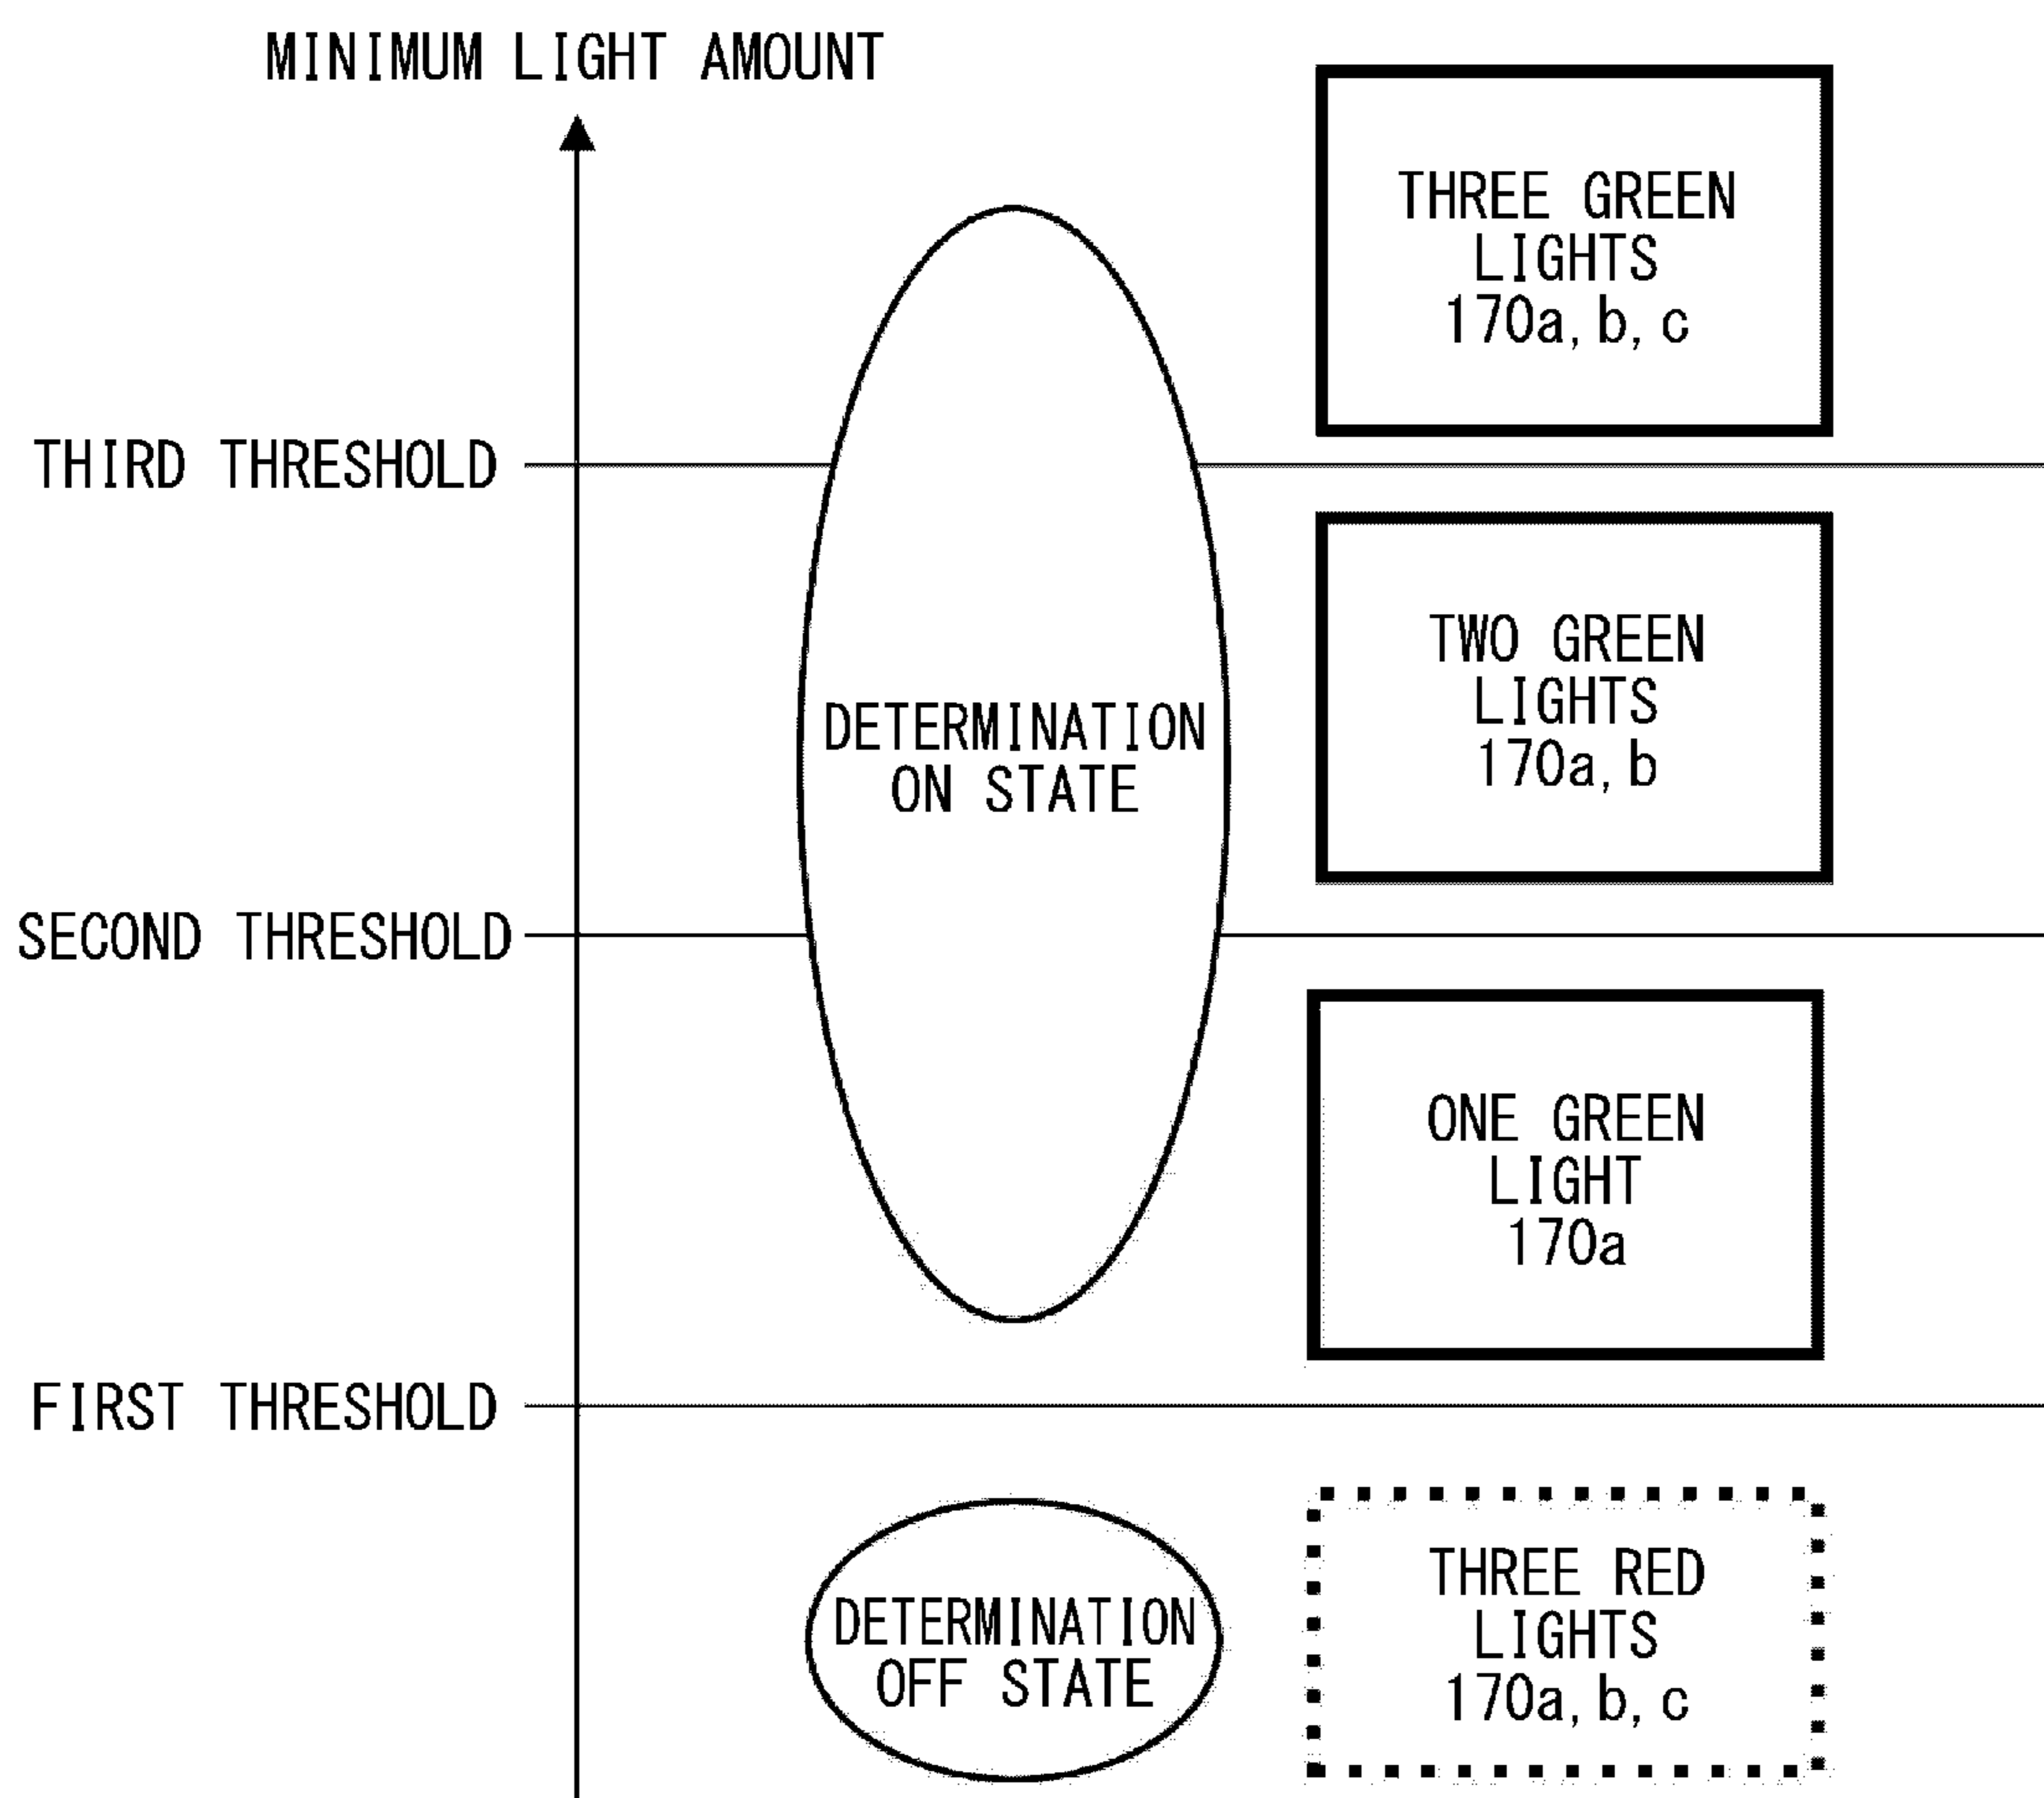 MINIMUM LIGHT AMOUNT
THREE GREEN
LIGHTS
170a, b, c
THIRD THRESHOLD
TWO GREEN
LIGHTS
170a, b
DETERMINATION
ON STATE
SECOND THRESHOLD
ONE GREEN
LIGHT
170a
FIRST THRESHOLD
DETERMINATION
OFF STATE
THREE RED
LIGHTS
170a, b, c